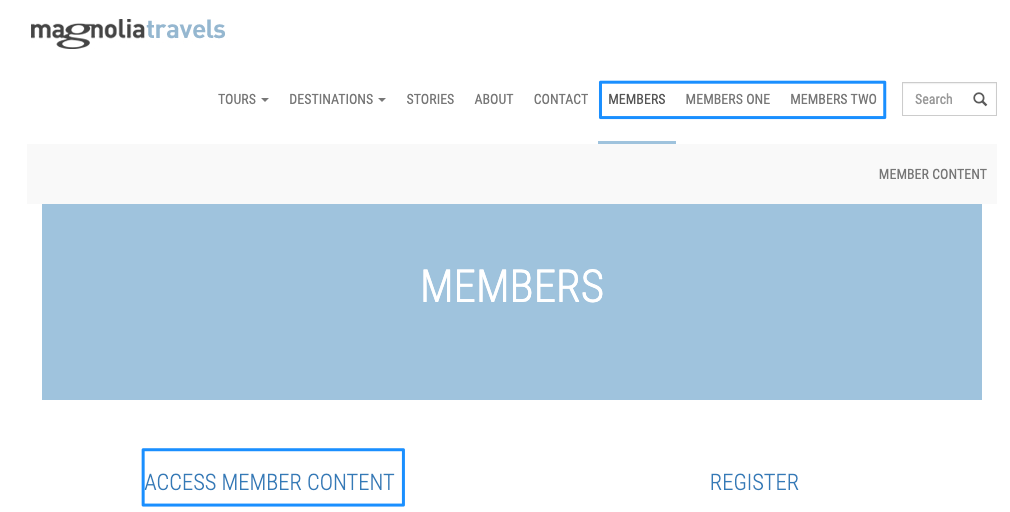 magnoliatravels
TOURS DESTINATIONS STORIES ABOUT CONTACT MEMBERS MEMBERS ONE MEMBERS TWO Search
MEMBER CONTENT
MEMBERS
ACCESS MEMBER CONTENT REGISTER